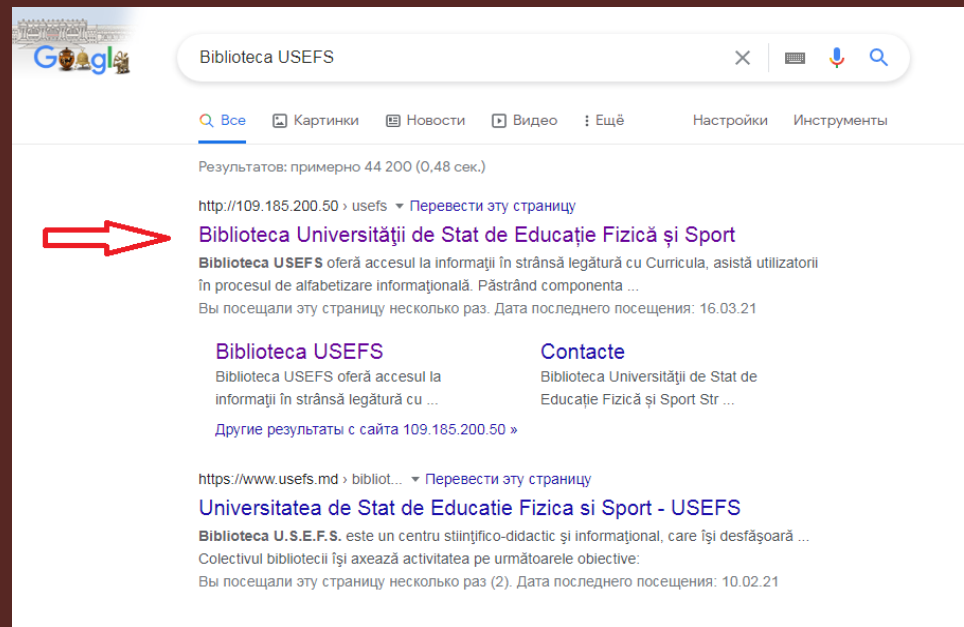 Google
Biblioteca USEFS
Все Картинки Новости Видео Ещё Настройки Инструменты
Результатов: примерно 44 200 (0,48 сек.)
http://109.185.200.50 › usefs Перевести эту страницу
Biblioteca Universităţii de Stat de Educație Fizică și Sport
Biblioteca USEFS oferă accesul la informaţii în strânsă legătură cu Curricula, asistă utilizatorii
în procesul de alfabetizare informaţională. Păstrând componenta ...
Вы посещали эту страницу несколько раз. Дата последнего посещения: 16.03.21
Biblioteca USEFS
Biblioteca USEFS oferă accesul la
informaţii în strânsă legătură cu ...
Contacte
Biblioteca Universităţii de Stat de
Educație Fizică și Sport Str ...
Другие результаты с сайта 109.185.200.50 »
https://www.usefs.md › bibliot... Перевести эту страницу
Universitatea de Stat de Educatie Fizica si Sport - USEFS
Biblioteca U.S.E.F.S. este un centru stiinţifico-didactic şi informaţional, care îşi desfăşoară ...
Colectivul bibliotecii îşi axează activitatea pe următoarele obiective:
Вы посещали эту страницу несколько раз (2). Дата последнего посещения: 10.02.21